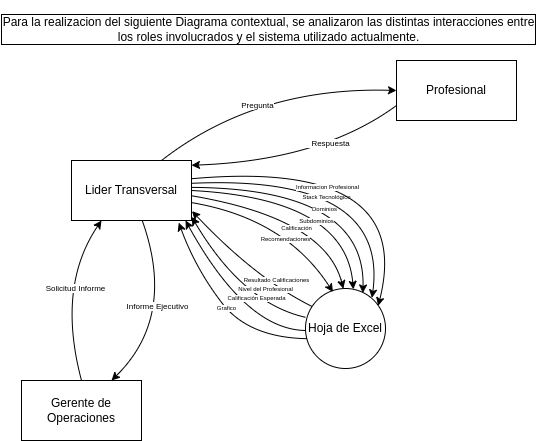 Para la realizacion del siguiente Diagrama contextual, se analizaron las distintas interacciones entre
los roles involucrados y el sistema utilizado actualmente.
Profesional
Pregunta
Respuesta
Lider Transversal
Informacion Profesional
Stack Tecnológico
Dominios
Subdominios
Calificación
Recomendaciones
Resultado Calificaciones
Nivel del Profesional
Calificación Esperada
Grafico
Solicitud Informe
Informe Ejecutivo
Hoja de Excel
Gerente de
Operaciones